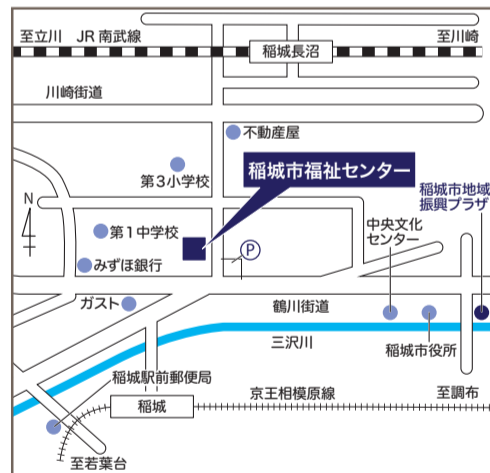 至立川 JR南武線
稲城長沼
至川崎
川崎街道
不動産屋
第3小学校
稲城市福祉センター
稲城市地域
振興プラザ
N
第1中学校
P
中央文化
センター
みずほ銀行
ガスト
鶴川街道
三沢川
稲城市役所
稲城駅前郵便局
稲城
京王相模原線
至調布
至若葉台